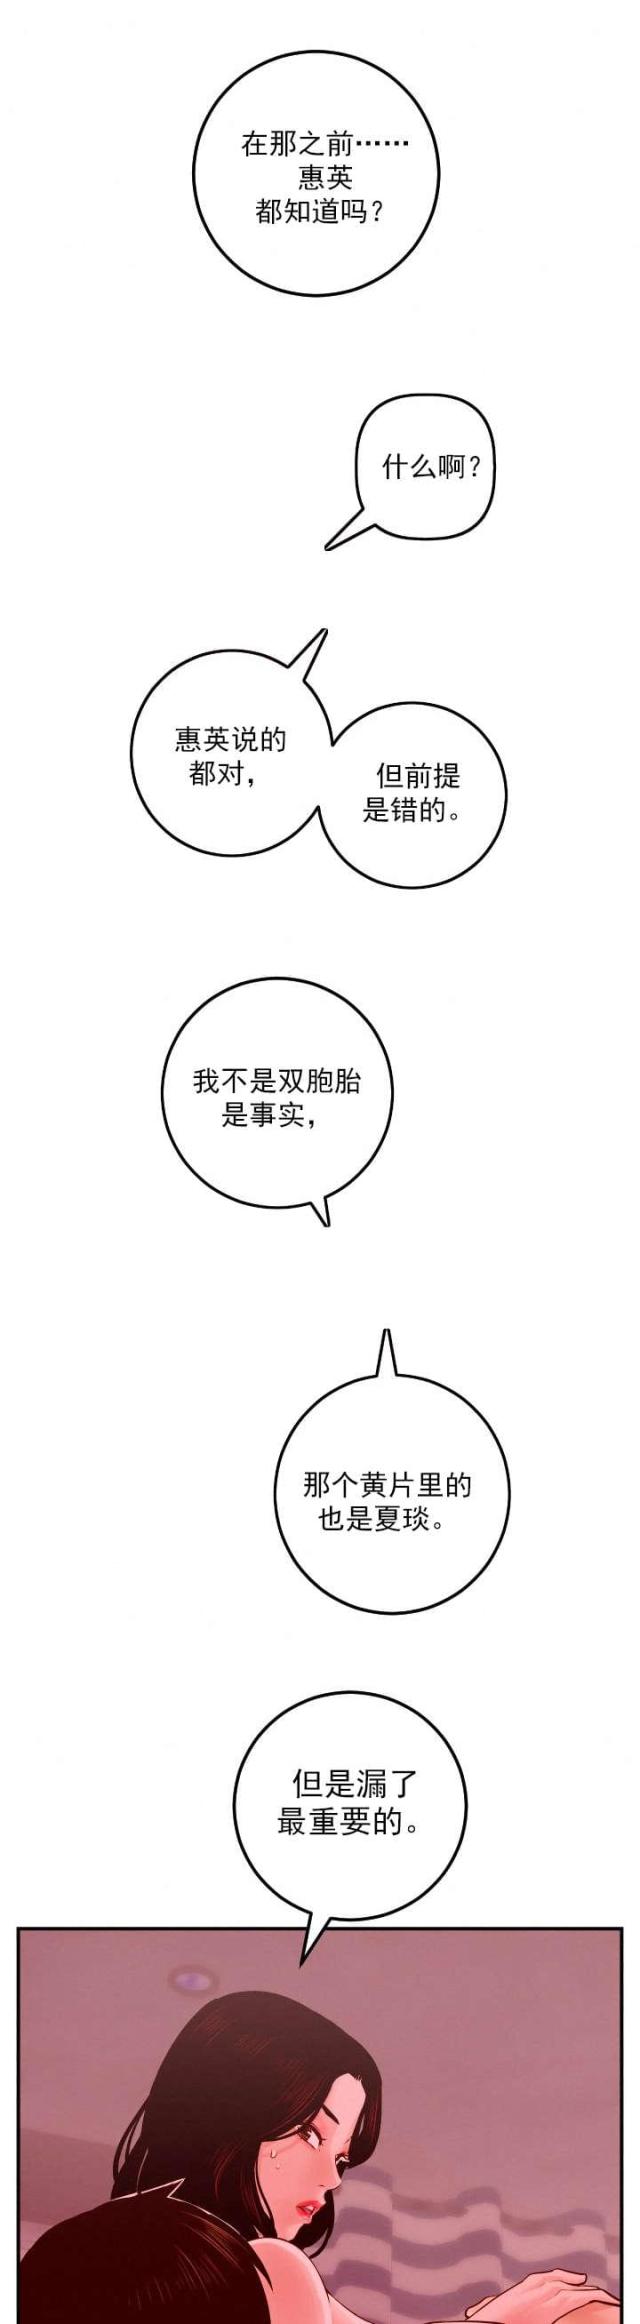 在那之前……
惠英
都知道吗？
什么啊？
惠英说的
都对，
但前提
是错的。
我不是双胞胎
是事实，
那个黄片里的
也是夏琰。
但是漏了
最重要的。